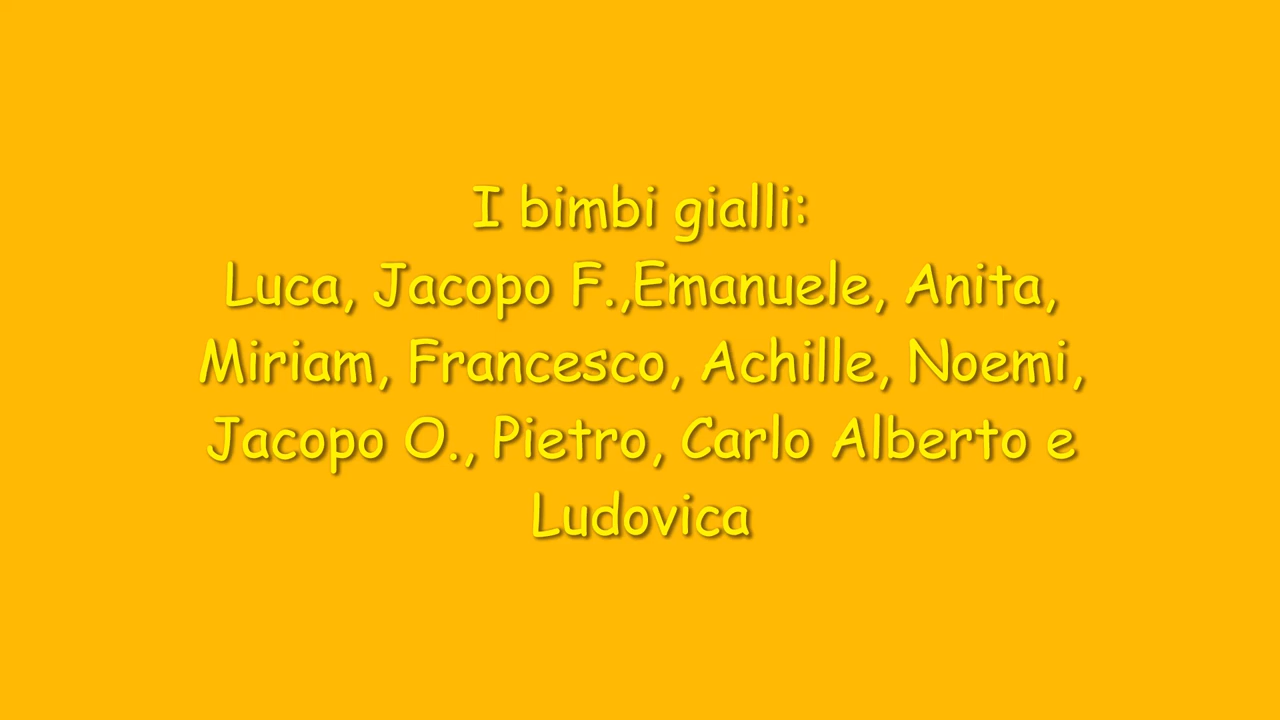 I bimbi gialli:
Luca, Jacopo F.,Emanuele, Anita,
Miriam, Francesco, Achille, Noemi,
Jacopo O., Pietro, Carlo Alberto e
Ludovica